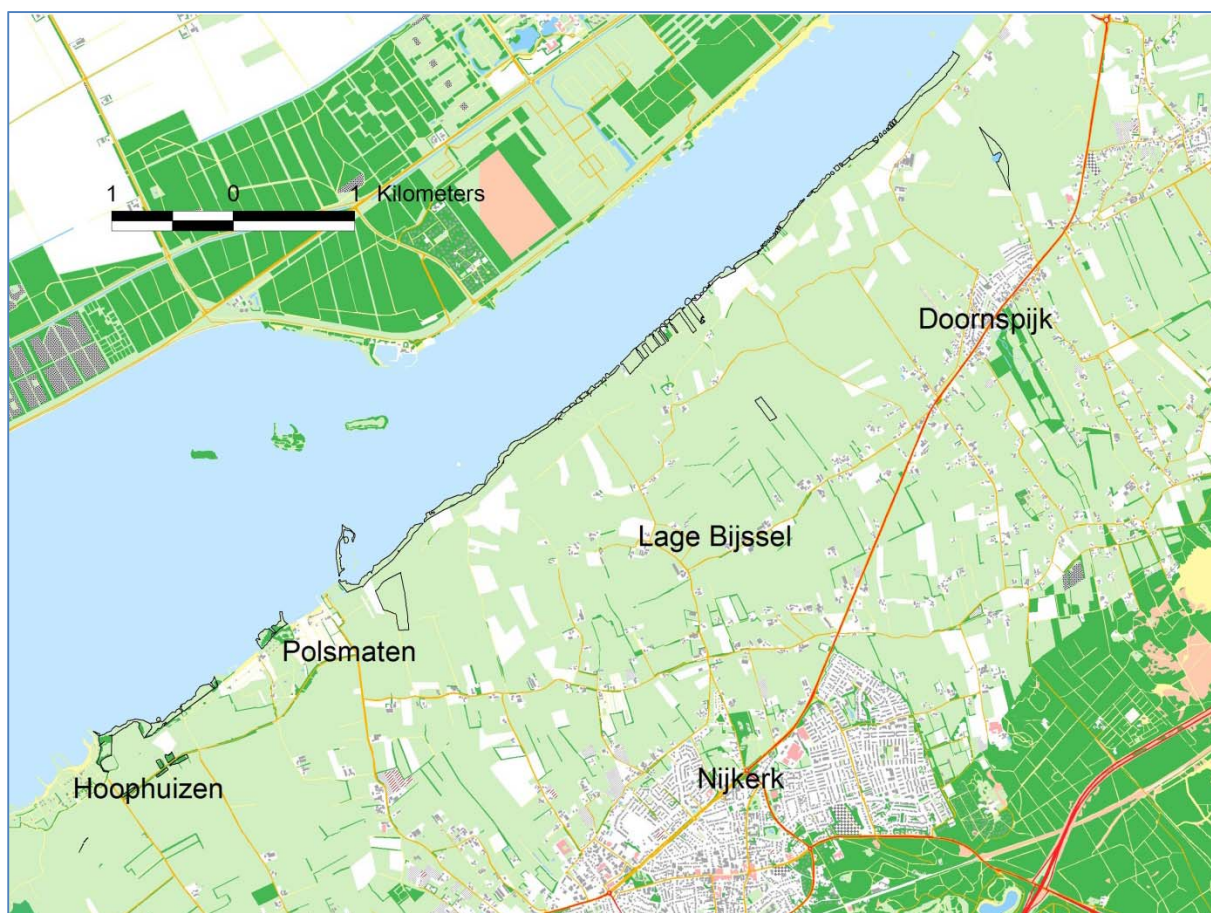 1 0 1 Kilometers
Doornspijk
Lage Bijssel
Polsmaten
Nijkerk
Hoophuizen